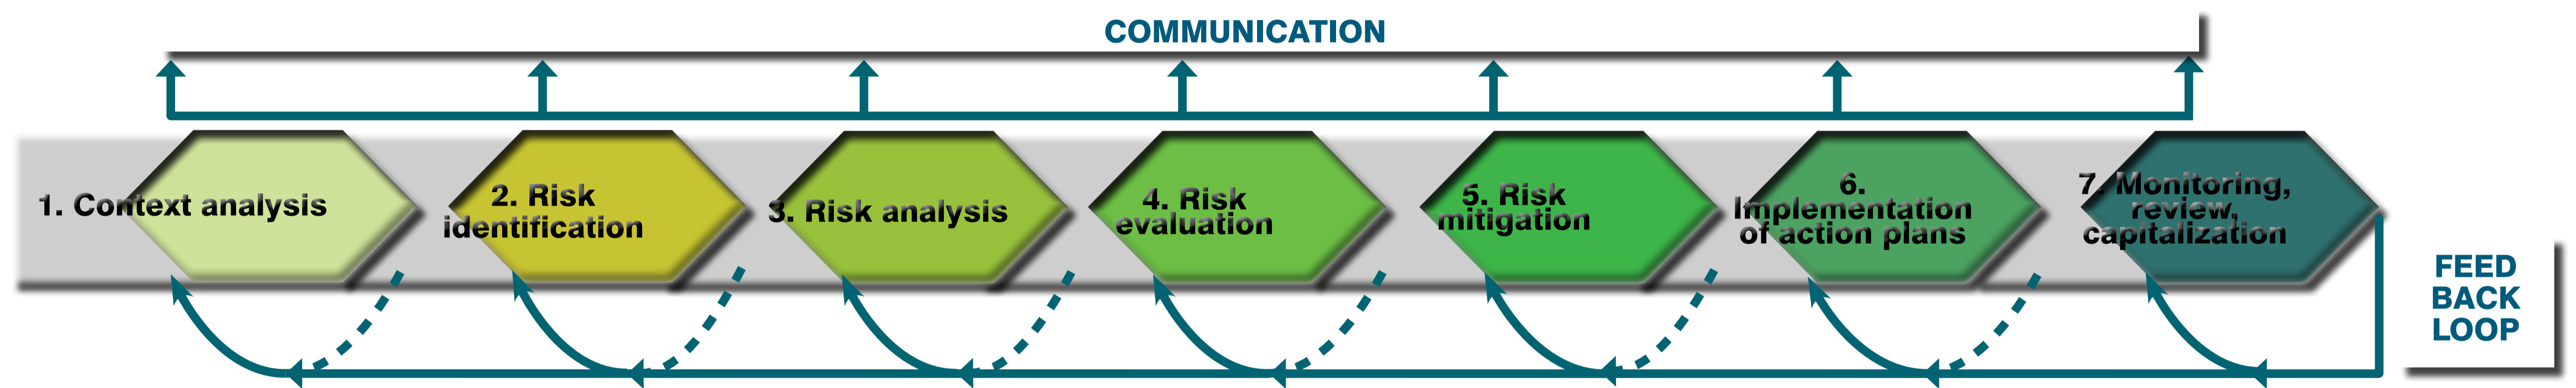 COMMUNICATION
1. Context analysis
2. Risk
identification
3. Risk analysis
4. Risk
evaluation
5. Risk
mitigation
6.
Implementation
of action plans
7. Monitoring,
review,
capitalization
FEED
BACK
LOOP